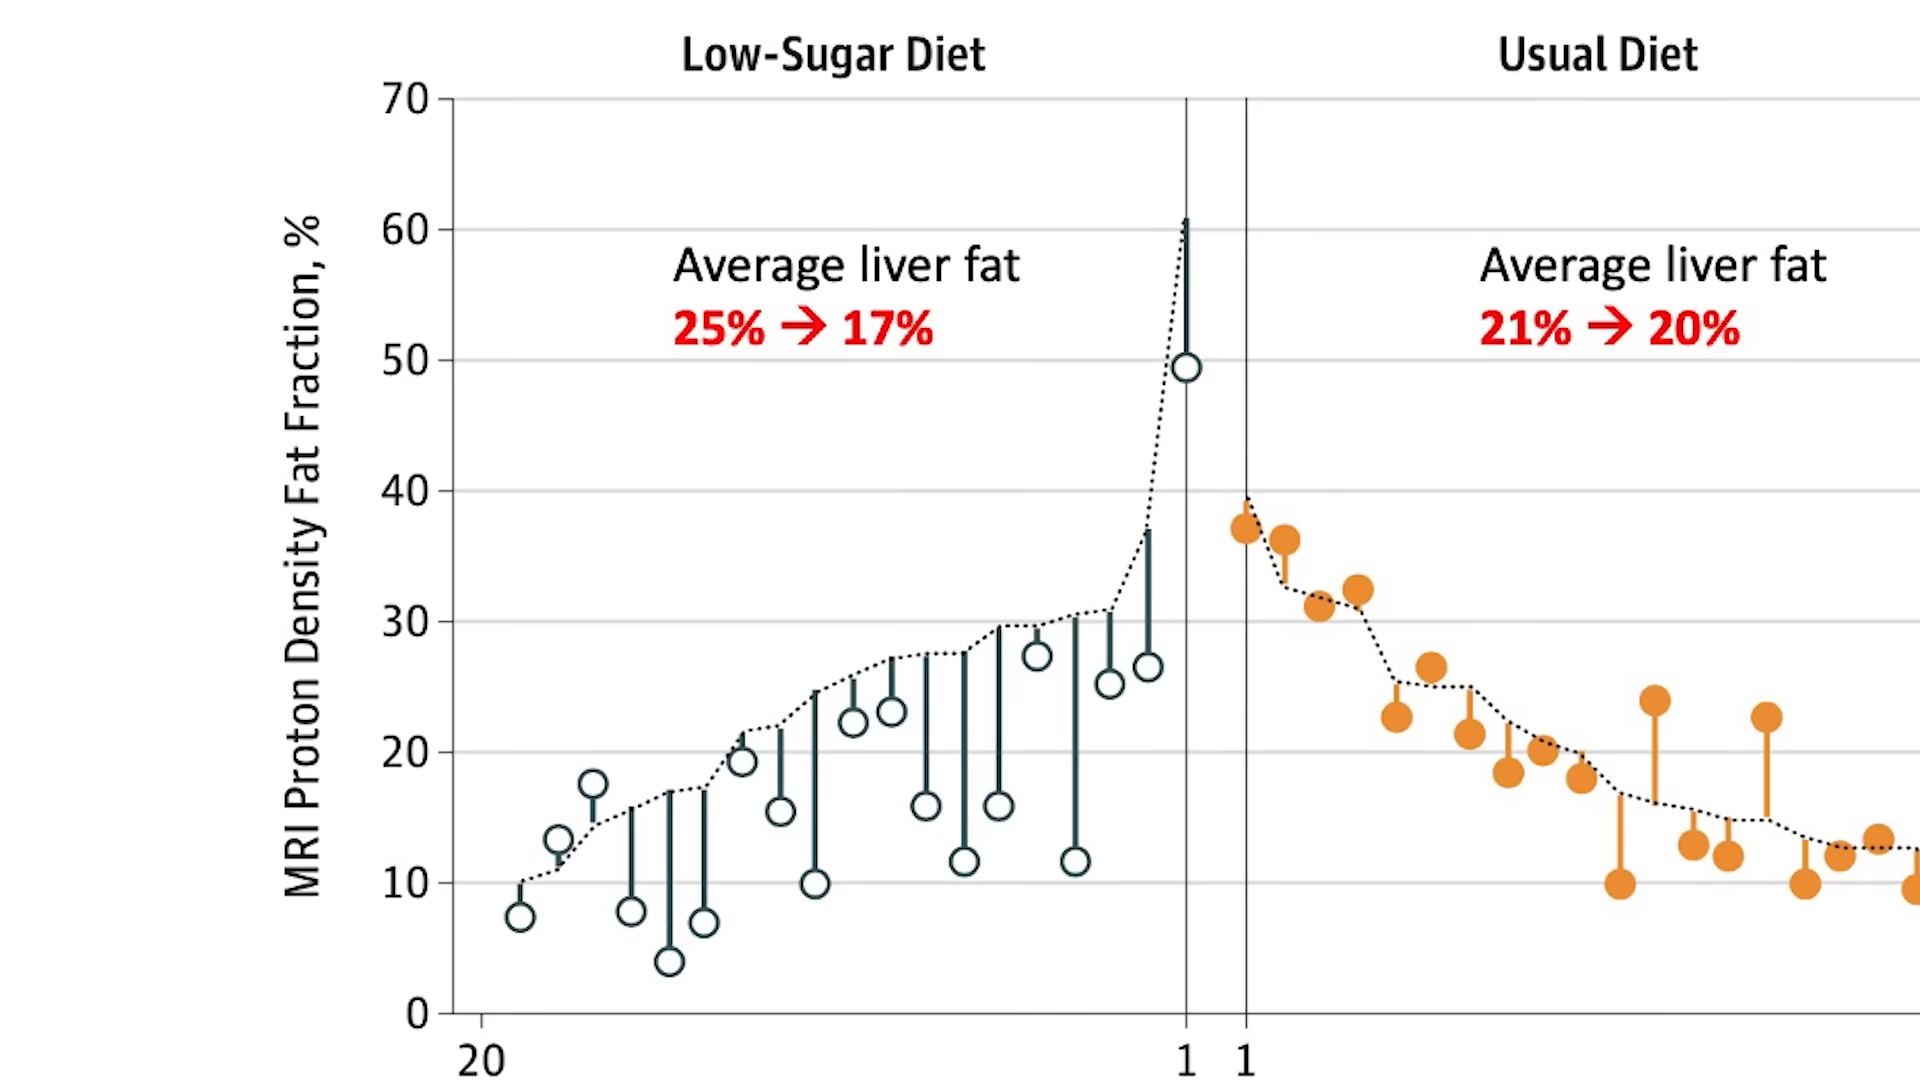 Low-Sugar Diet
Usual Diet
MRI Proton Density Fat Fraction, %
70
60
50
40
30
20
10
0
Average liver fat
25% → 17%
Average liver fat
21% → 20%
20
1
1